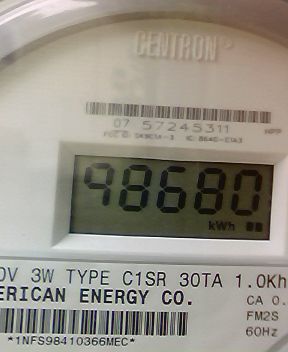 CENTRON
07 57245311
98680
kWh
0V 3W TYPE C1SR 30TA 1.0Kh
ERICAN ENERGY CO.
CA 0.
FM2S
60Hz
*1NFS98410366MEC*